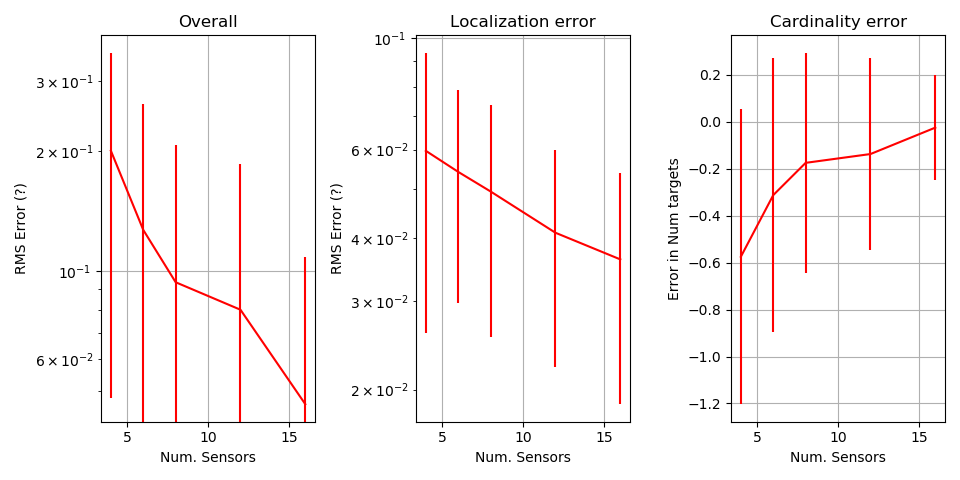 Overall
Localization error
Cardinality error
3 × 10⁻¹
2 × 10⁻¹
10⁻¹
6 × 10⁻²
RMS Error (?)
5 10 15
Num. Sensors
10⁻¹
6 × 10⁻²
4 × 10⁻²
3 × 10⁻²
2 × 10⁻²
RMS Error (?)
5 10 15
Num. Sensors
0.2
0.0
−0.2
−0.4
−0.6
−0.8
−1.0
−1.2
Error in Num targets
5 10 15
Num. Sensors